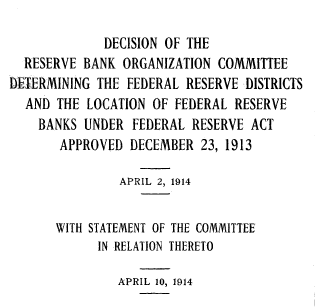 DECISION OF THE
RESERVE BANK ORGANIZATION COMMITTEE
DETERMINING THE FEDERAL RESERVE DISTRICTS
AND THE LOCATION OF FEDERAL RESERVE
BANKS UNDER FEDERAL RESERVE ACT
APPROVED DECEMBER 23, 1913
APRIL 2, 1914
WITH STATEMENT OF THE COMMITTEE
IN RELATION THERETO
APRIL 10, 1914